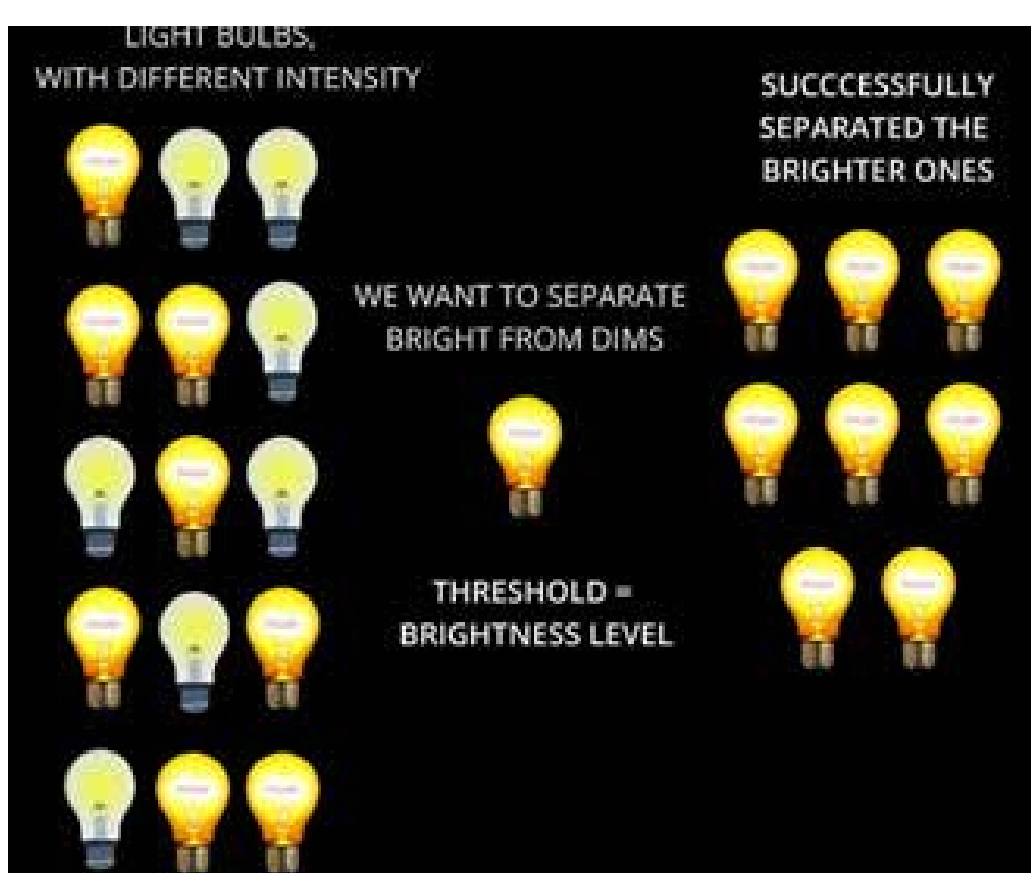 LIGHT BULBS,
WITH DIFFERENT INTENSITY
WE WANT TO SEPARATE
BRIGHT FROM DIMS
THRESHOLD =
BRIGHTNESS LEVEL
SUCCCESSFULLY
SEPARATED THE
BRIGHTER ONES